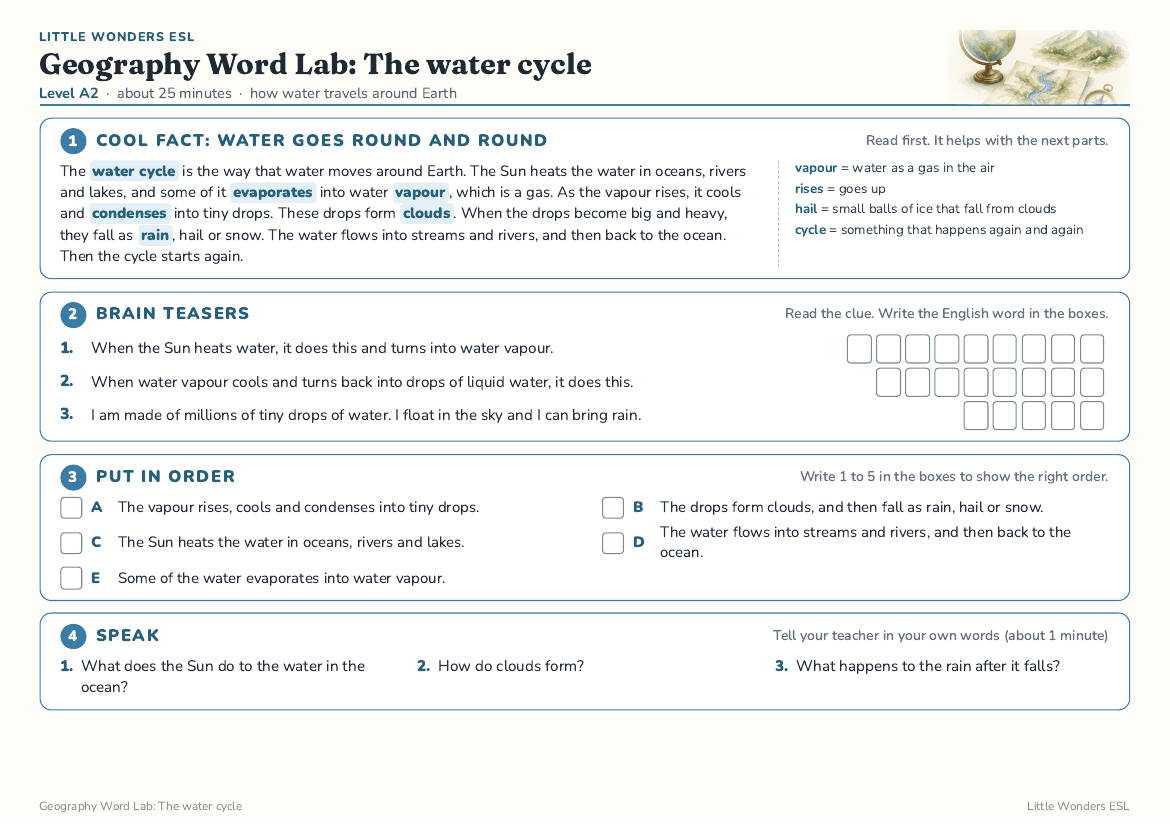 LITTLE WONDERS ESL
Geography Word Lab: The water cycle
Level A2 · about 25 minutes · how water travels around Earth
1 COOL FACT: WATER GOES ROUND AND ROUND
Read first. It helps with the next parts.
The water cycle is the way that water moves around Earth. The Sun heats the water in oceans, rivers
and lakes, and some of it evaporates into water vapour, which is a gas. As the vapour rises, it cools
and condenses into tiny drops. These drops form clouds. When the drops become big and heavy,
they fall as rain, hail or snow. The water flows into streams and rivers, and then back to the ocean.
Then the cycle starts again.
vapour = water as a gas in the air
rises = goes up
hail = small balls of ice that fall from clouds
cycle = something that happens again and again
2 BRAIN TEASERS
Read the clue. Write the English word in the boxes.
1. When the Sun heats water, it does this and turns into water vapour.
2. When water vapour cools and turns back into drops of liquid water, it does this.
3. I am made of millions of tiny drops of water. I float in the sky and I can bring rain.
3 PUT IN ORDER
Write 1 to 5 in the boxes to show the right order.
A The vapour rises, cools and condenses into tiny drops.
B The drops form clouds, and then fall as rain, hail or snow.
C The Sun heats the water in oceans, rivers and lakes.
D The water flows into streams and rivers, and then back to the
ocean.
E Some of the water evaporates into water vapour.
4 SPEAK
Tell your teacher in your own words (about 1 minute)
1. What does the Sun do to the water in the
ocean?
2. How do clouds form?
3. What happens to the rain after it falls?
Geography Word Lab: The water cycle
Little Wonders ESL